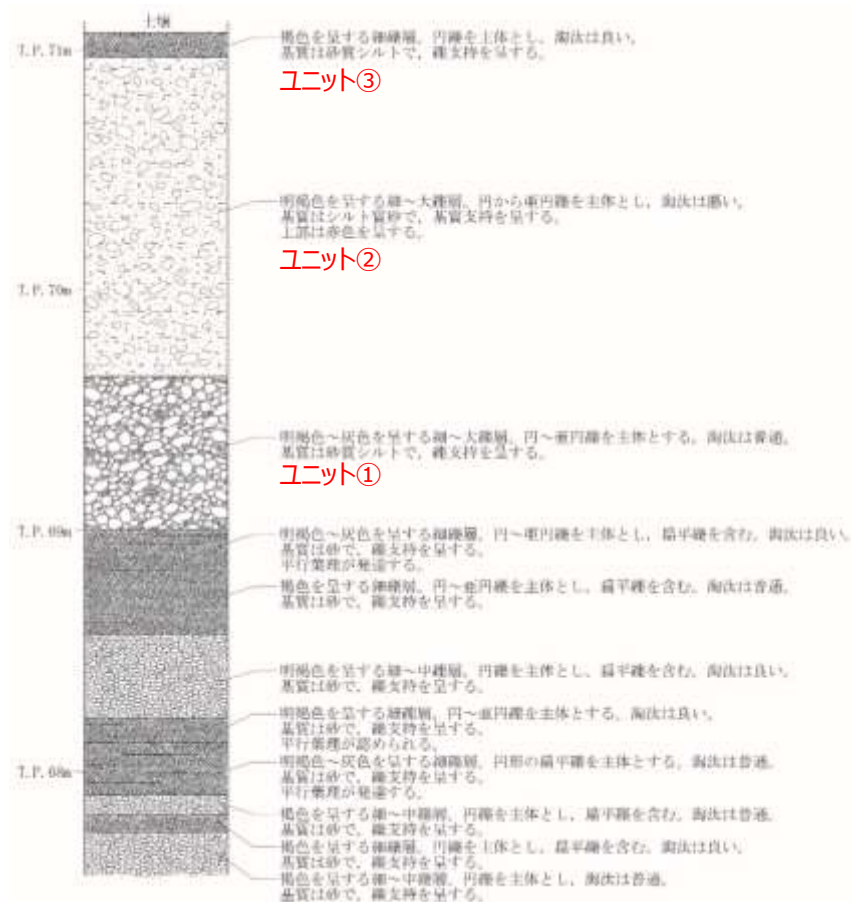 土壌
T.P.71m
褐色を呈する細礫層。円礫を主体とし、淘汰は良い。
基質は砂質シルトで、礫支持を呈する。
ユニット③
明褐色を呈する細～大礫層。円から亜円礫を主体とし、淘汰は悪い。
基質はシルト質砂で、基質支持を呈する。
上部は赤色を呈する。
ユニット②
T.P.70m
明褐色～灰色を呈する細～大礫層。円～亜円礫を主体とする。淘汰は普通。
基質は砂質シルトで、礫支持を呈する。
ユニット①
T.P.69m
明褐色～灰色を呈する細礫層。円～亜円礫を主体とし、扁平礫を含む。淘汰は良い。
基質は砂で、礫支持を呈する。
平行葉理が発達する。
褐色を呈する細礫層。円～亜円礫を主体とし、扁平礫を含む。淘汰は普通。
基質は砂で、礫支持を呈する。
明褐色を呈する細～中礫層。円礫を主体とし、扁平礫を含む。淘汰は良い。
基質は砂で、礫支持を呈する。
明褐色を呈する細礫層。円～亜円礫を主体とする。淘汰は良い。
基質は砂で、礫支持を呈する。
平行葉理が認められる。
T.P.68m
明褐色～灰色を呈する細礫層。円形の扁平礫を主体とする。淘汰は普通。
基質は砂で、礫支持を呈する。
平行葉理が発達する。
褐色を呈する細～中礫層。円礫を主体とし、扁平礫を含む。淘汰は普通。
基質は砂で、礫支持を呈する。
褐色を呈する細礫層。円礫を主体とし、扁平礫を含む。淘汰は良い。
基質は砂で、礫支持を呈する。
褐色を呈する細～中礫層。円礫を主体とし、淘汰は普通。
基質は砂で、礫支持を呈する。